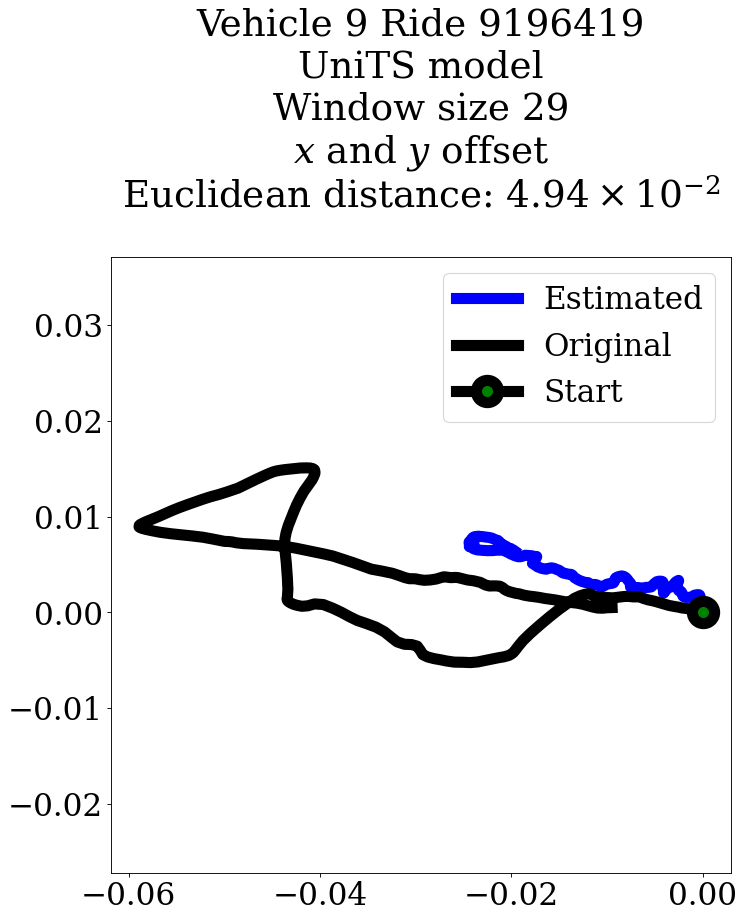 Vehicle 9 Ride 9196419
UniTS model
Window size 29
x and y offset
Euclidean distance: 4.94 × 10⁻²
Estimated
Original
Start
0.03
0.02
0.01
0.00
−0.01
−0.02
−0.06 −0.04 −0.02 0.00